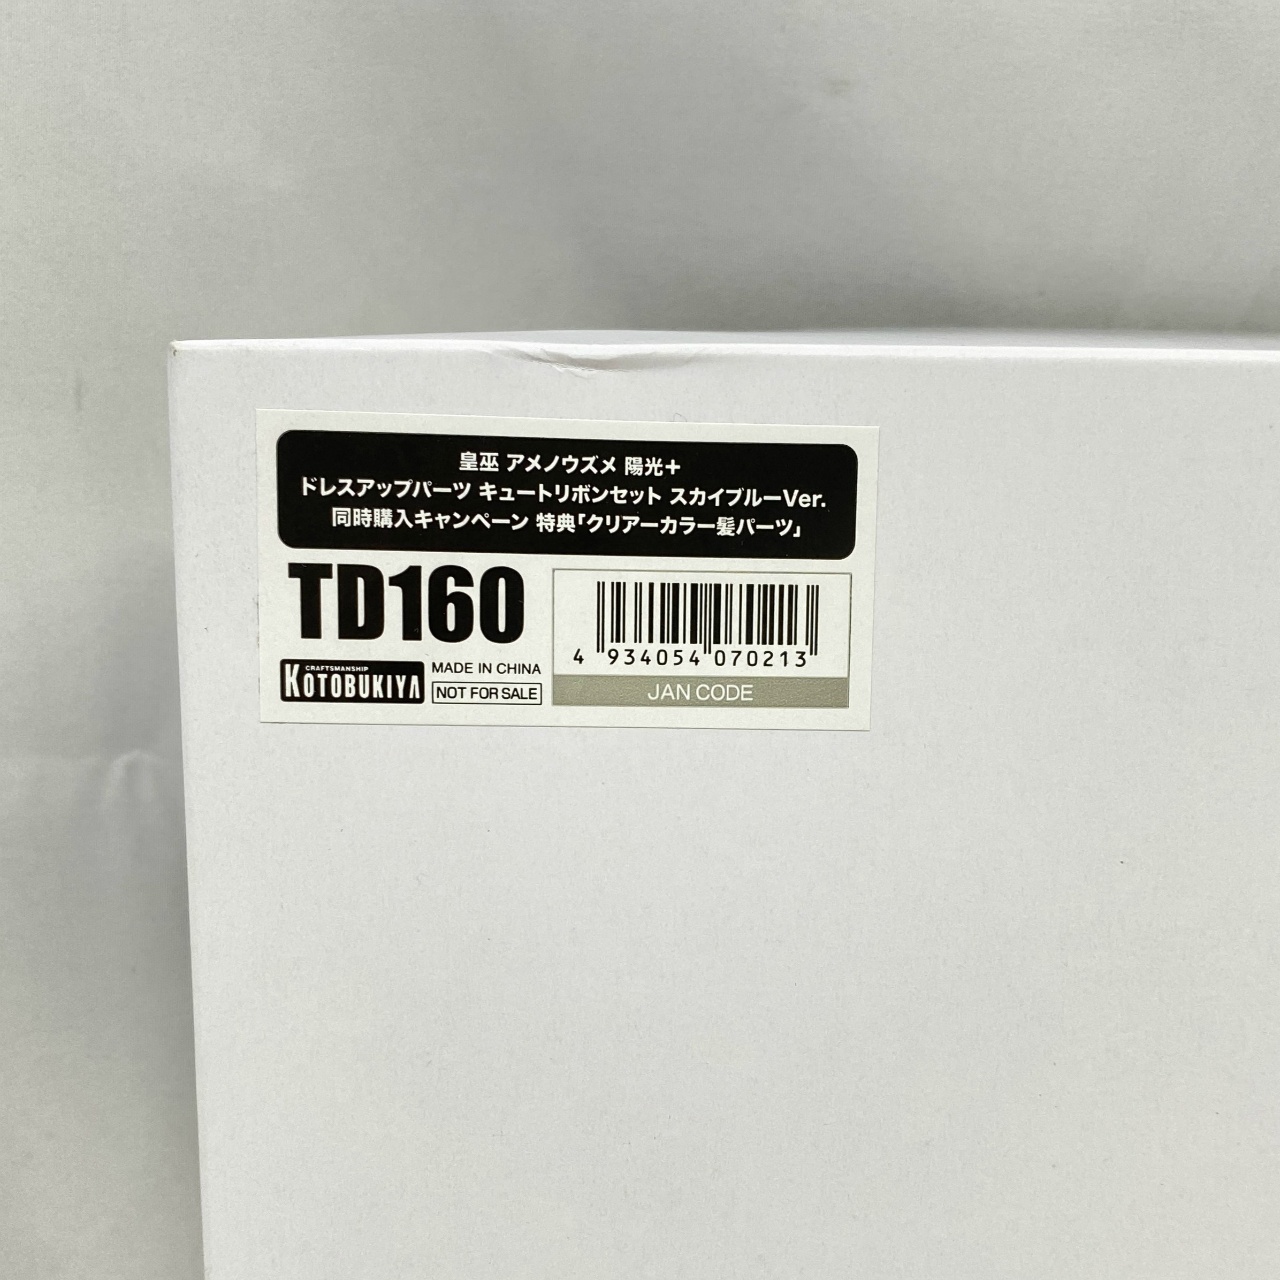 皇巫 アメノウズメ 陽光＋
ドレスアップパーツ キュートリボンセット スカイブルーVer.
同時購入キャンペーン 特典「クリアーカラー髪パーツ」
TD160
CRAFTSMANSHIP
KOTOBUKIYA
MADE IN CHINA
NOT FOR SALE
4 934054 070213
JAN CODE